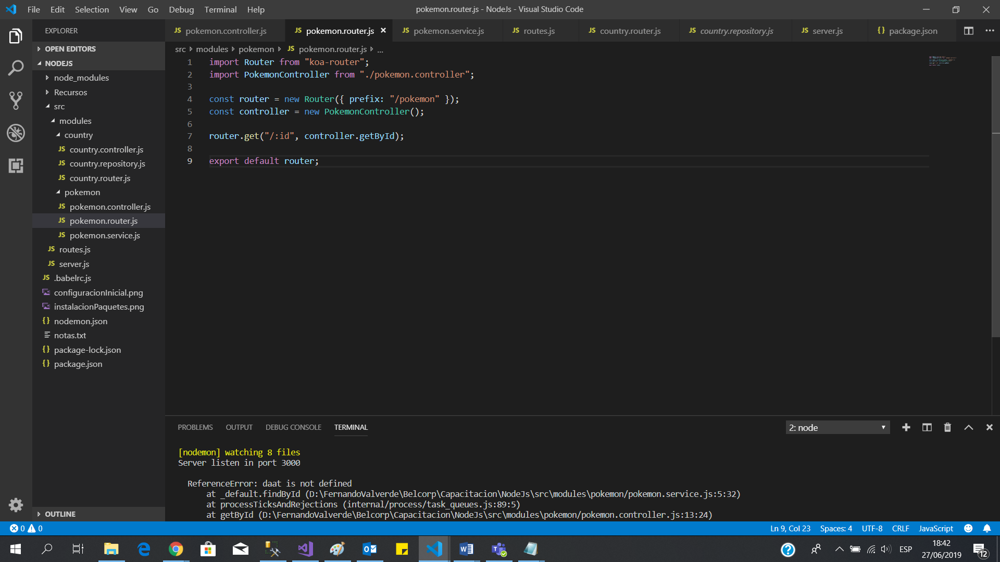 File Edit Selection View Go Debug Terminal Help
pokemon.router.js - NodeJs - Visual Studio Code
EXPLORER
OPEN EDITORS
NODEJS
node_modules
Recursos
src
modules
country
JS country.controller.js
JS country.repository.js
JS country.router.js
pokemon
JS pokemon.controller.js
JS pokemon.router.js
JS pokemon.service.js
JS routes.js
JS server.js
JS .babelrc.js
configuracionInicial.png
instalacionPaquetes.png
{} nodemon.json
notas.txt
{} package-lock.json
{} package.json
OUTLINE
JS pokemon.controller.js JS pokemon.router.js JS pokemon.service.js JS routes.js JS country.router.js JS country.repository.js JS server.js {} package.json
src modules pokemon JS pokemon.router.js ...
1 import Router from "koa-router";
2 import PokemonController from "./pokemon.controller";
3
4 const router = new Router({ prefix: "/pokemon" });
5 const controller = new PokemonController();
6
7 router.get("/:id", controller.getById);
8
9 export default router;
PROBLEMS OUTPUT DEBUG CONSOLE TERMINAL
2: node
[nodemon] watching 8 files
Server listen in port 3000
ReferenceError: daat is not defined
at _default.findById (D:\FernandoValverde\Belcorp\Capacitacion\NodeJs\src\modules\pokemon/pokemon.service.js:5:32)
at processTicksAndRejections (internal/process/task_queues.js:89:5)
at getById (D:\FernandoValverde\Belcorp\Capacitacion\NodeJs\src\modules\pokemon/pokemon.controller.js:13:24)
0 0
Ln 9, Col 23 Spaces: 4 UTF-8 CRLF JavaScript
ESP
18:42
27/06/2019
12